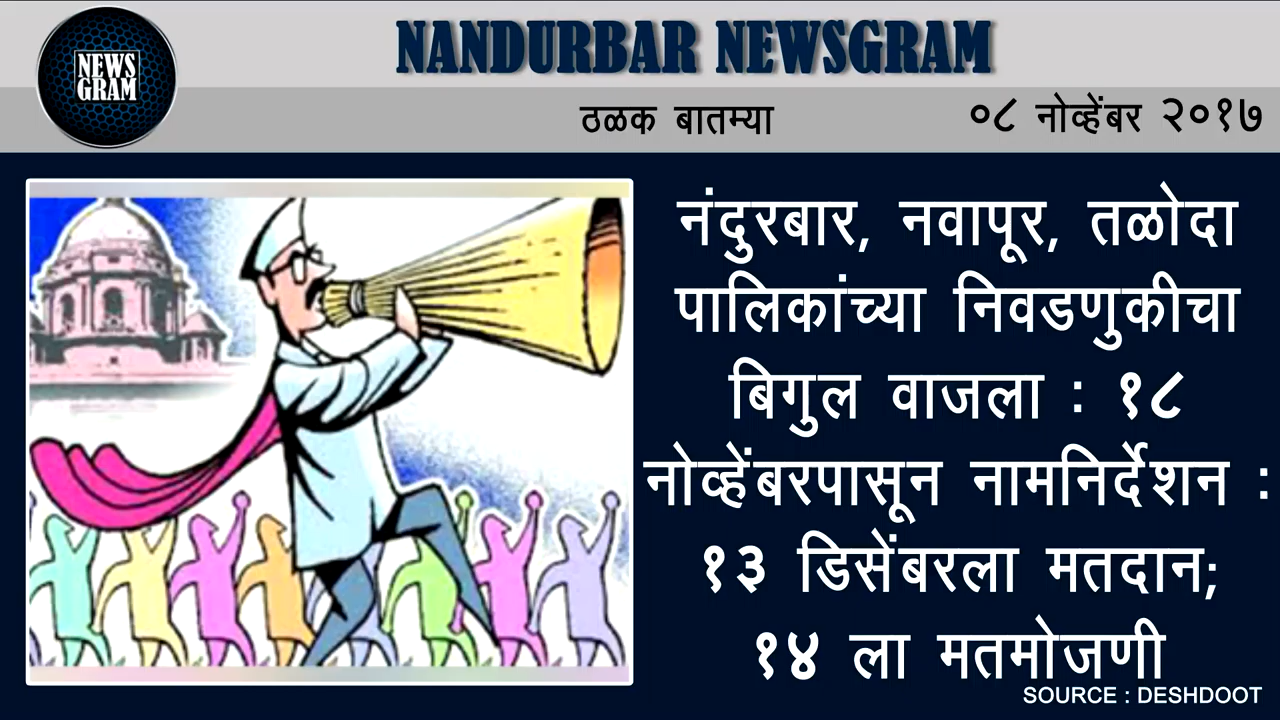 NEWS
GRAM
NANDURBAR NEWSGRAM
ठळक बातम्या
०८ नोव्हेंबर २०१७
नंदुरबार, नवापूर, तळोदा
पालिकांच्या निवडणुकीचा
बिगुल वाजला : १८
नोव्हेंबरपासून नामनिर्देशन :
१३ डिसेंबरला मतदान;
१४ ला मतमोजणी
SOURCE : DESHDOOT